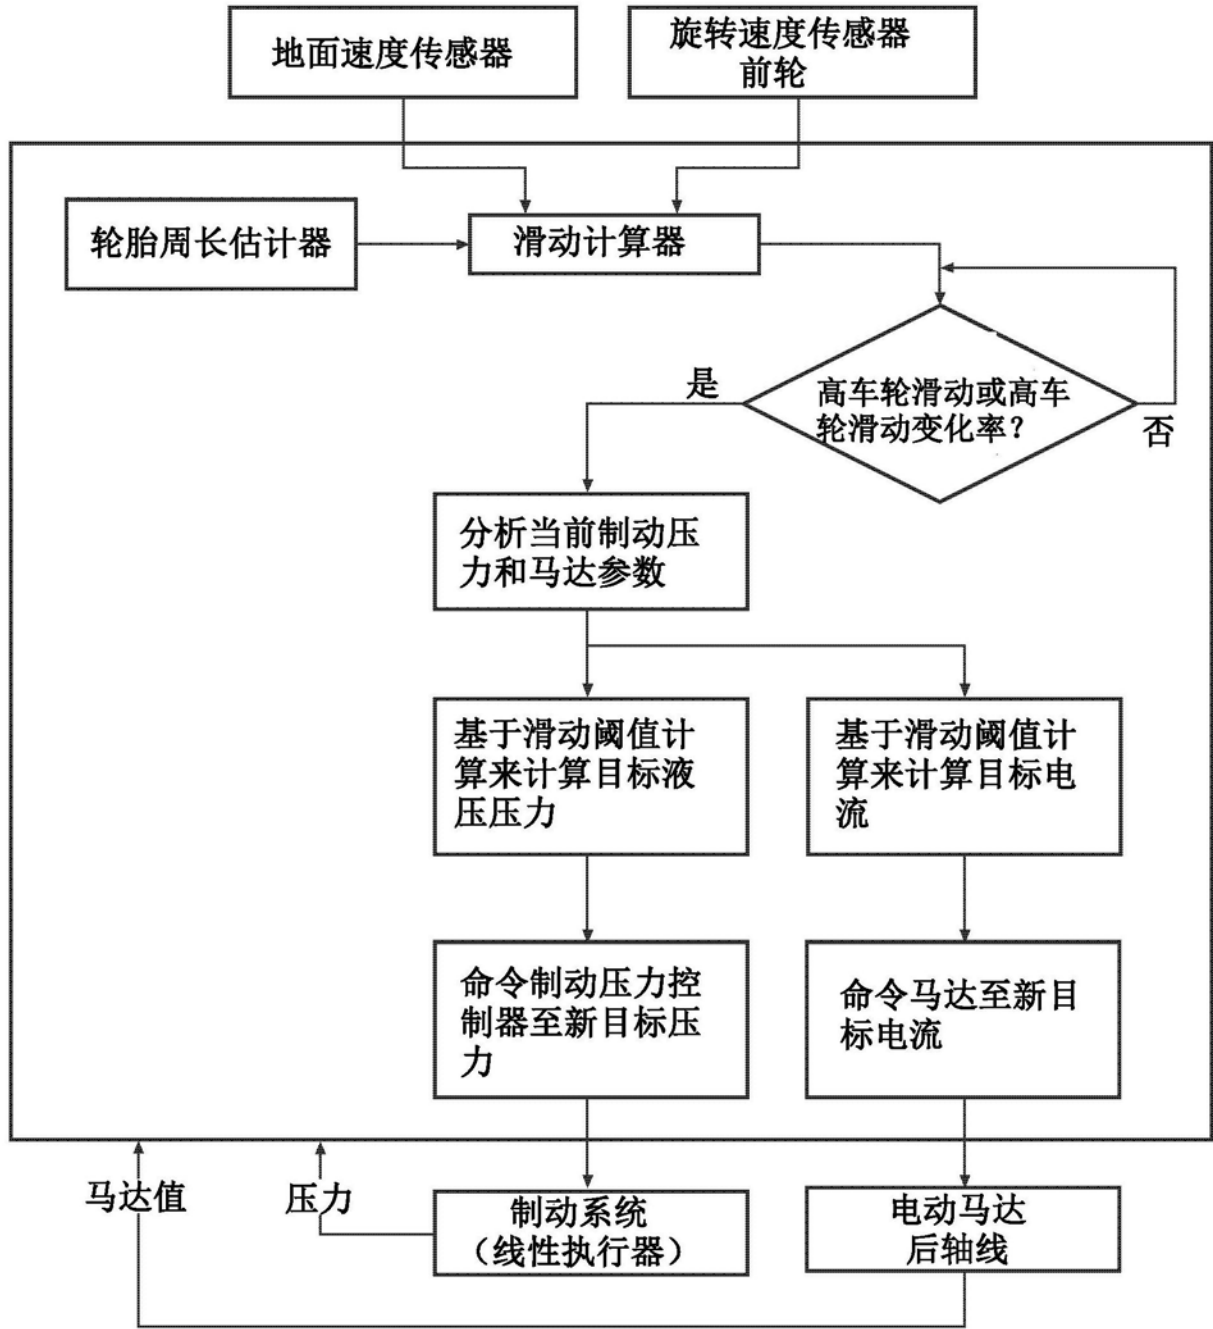 地面速度传感器
旋转速度传感器
前轮
轮胎周长估计器
滑动计算器
高车轮滑动或高车
轮滑动变化率？
是
否
分析当前制动压
力和马达参数
基于滑动阈值计
算来计算目标液
压压力
基于滑动阈值计
算来计算目标电
流
命令制动压力控
制器至新目标压
力
命令马达至新目
标电流
马达值
压力
制动系统
（线性执行器）
电动马达
后轴线